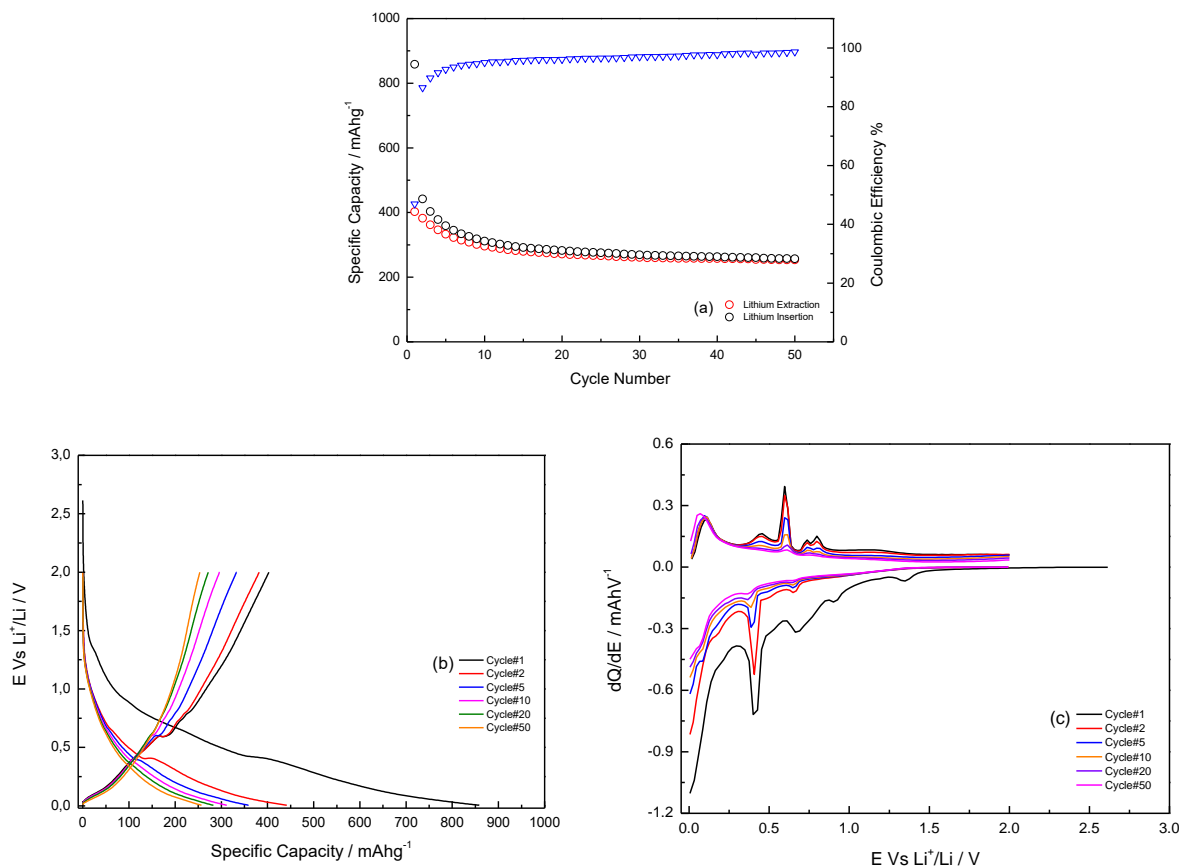 1000
800
600
400
200
0
Specific Capacity / mAhg⁻¹
100
80
60
40
20
0
Coulombic Efficiency %
(a)
Lithium Extraction
Lithium Insertion
0 10 20 30 40 50
Cycle Number
3,0
2,5
2,0
1,5
1,0
0,5
0,0
E Vs Li⁺/Li / V
(b)
Cycle#1
Cycle#2
Cycle#5
Cycle#10
Cycle#20
Cycle#50
0 100 200 300 400 500 600 700 800 900 1000
Specific Capacity / mAhg⁻¹
0.6
0.3
0.0
-0.3
-0.6
-0.9
-1.2
dQ/dE / mAhV⁻¹
(c)
Cycle#1
Cycle#2
Cycle#5
Cycle#10
Cycle#20
Cycle#50
0.0 0.5 1.0 1.5 2.0 2.5 3.0
E Vs Li⁺/Li / V